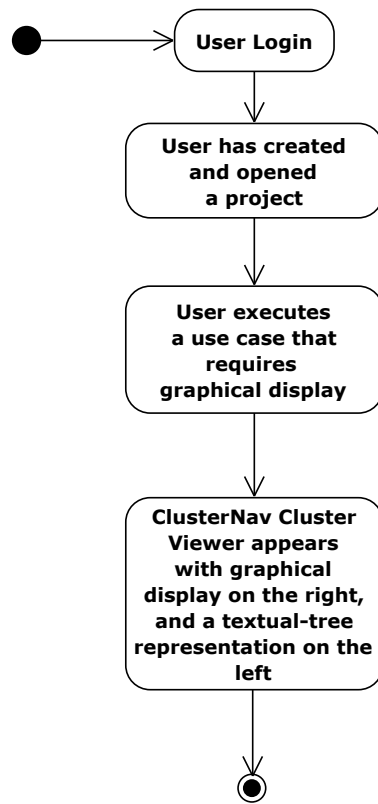 User Login
User has created
and opened
a project
User executes
a use case that
requires
graphical display
ClusterNav Cluster
Viewer appears
with graphical
display on the right,
and a textual-tree
representation on the
left